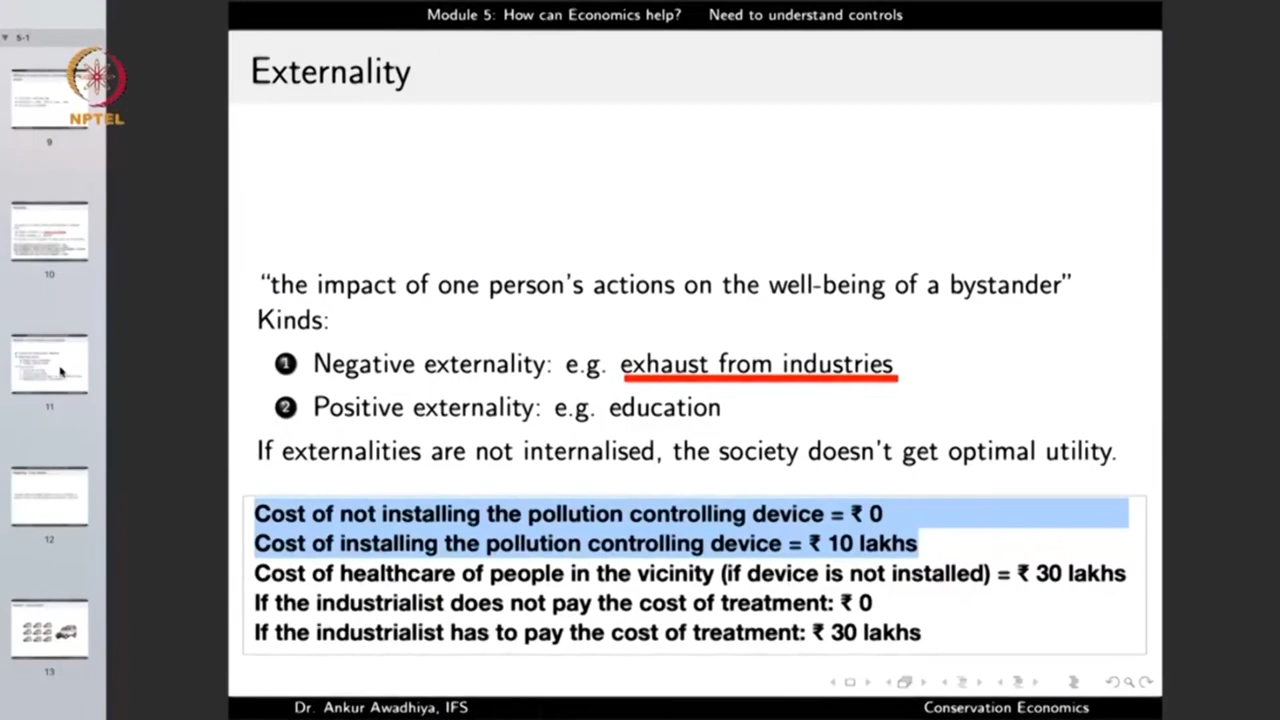 Module 5: How can Economics help? Need to understand controls
5-1
NPTEL
9
10
11
12
13
Externality
“the impact of one person’s actions on the well-being of a bystander”
Kinds:
1 Negative externality: e.g. exhaust from industries
2 Positive externality: e.g. education
If externalities are not internalised, the society doesn’t get optimal utility.
Cost of not installing the pollution controlling device = ₹ 0
Cost of installing the pollution controlling device = ₹ 10 lakhs
Cost of healthcare of people in the vicinity (if device is not installed) = ₹ 30 lakhs
If the industrialist does not pay the cost of treatment: ₹ 0
If the industrialist has to pay the cost of treatment: ₹ 30 lakhs
Dr. Ankur Awadhiya, IFS Conservation Economics